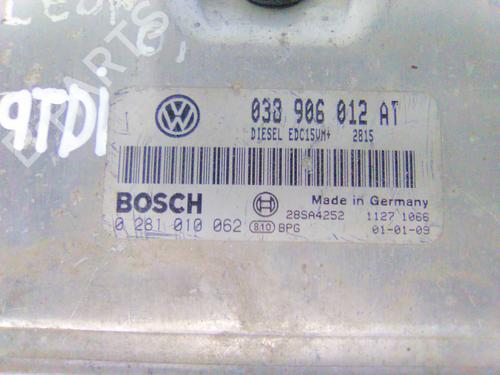 9TDI
038 906 012 AT
DIESEL EDC15VM+ 2815
BOSCH
Made in Germany
0 281 010 062
28SA4252
1127 1066
810 BPG
01-01-09